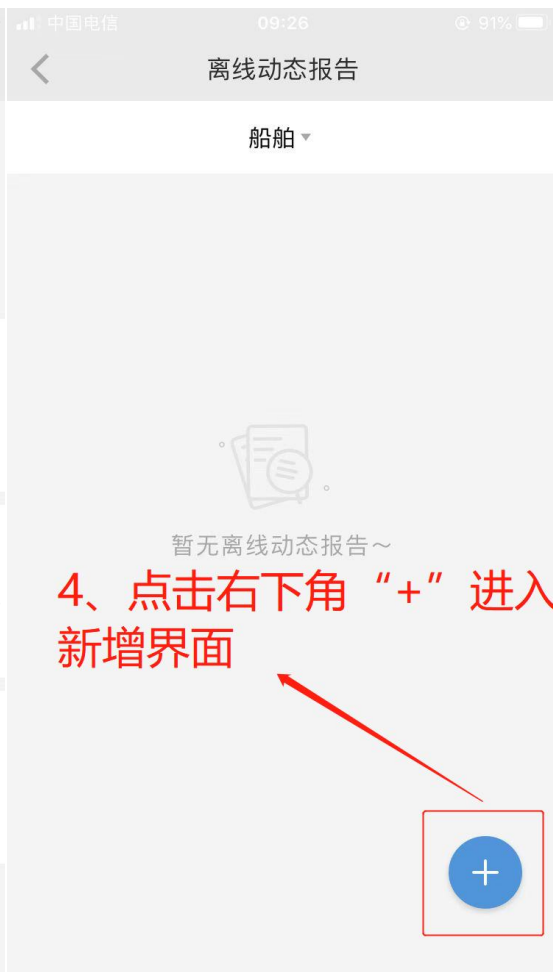 中国电信 09:26 91%
离线动态报告
船舶
暂无离线动态报告～
4、点击右下角“+”进入
新增界面
+